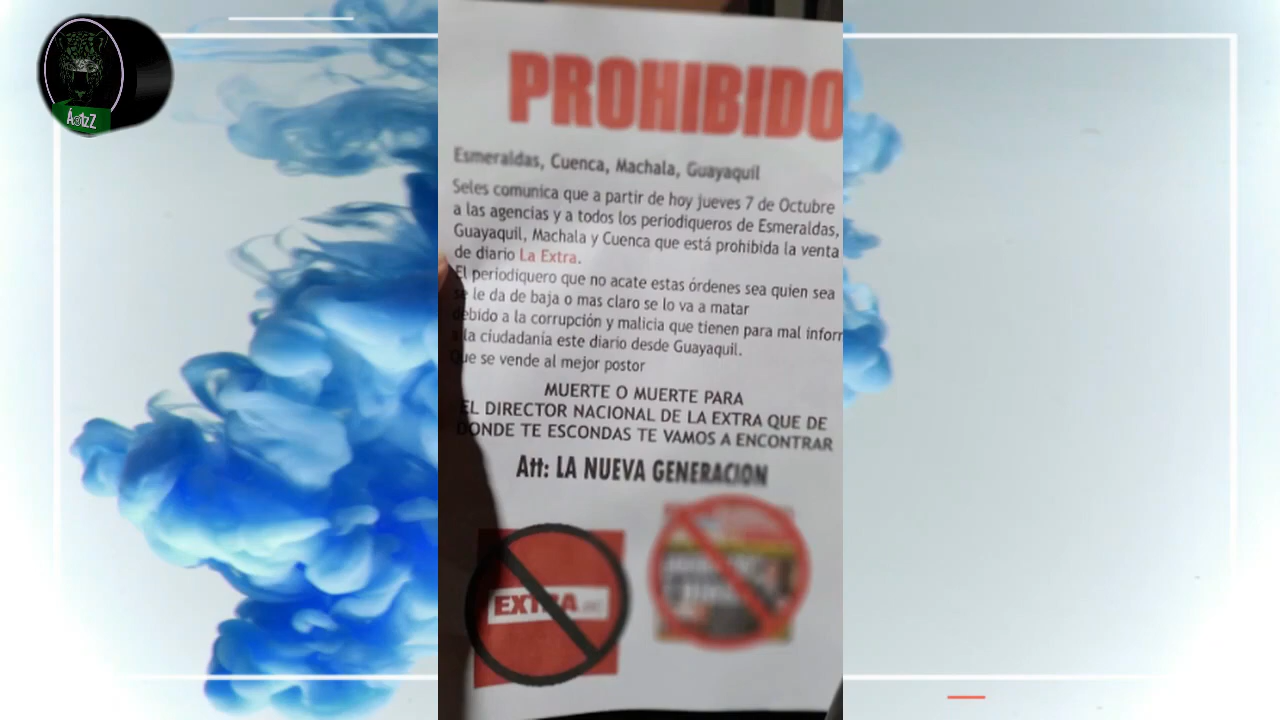 ÁotzZ
PROHIBIDO
Esmeraldas, Cuenca, Machala, Guayaquil
Seles comunica que a partir de hoy jueves 7 de Octubre
a las agencias y a todos los periodiqueros de Esmeraldas,
Guayaquil, Machala y Cuenca que está prohibida la venta
de diario La Extra.
El periodiquero que no acate estas órdenes sea quien sea
se le da de baja o mas claro se lo va a matar
debido a la corrupción y malicia que tienen para mal infor
a la ciudadanía este diario desde Guayaquil.
Que se vende al mejor postor
MUERTE O MUERTE PARA
EL DIRECTOR NACIONAL DE LA EXTRA QUE DE
DONDE TE ESCONDAS TE VAMOS A ENCONTRAR
Att: LA NUEVA GENERACION
EXTRA